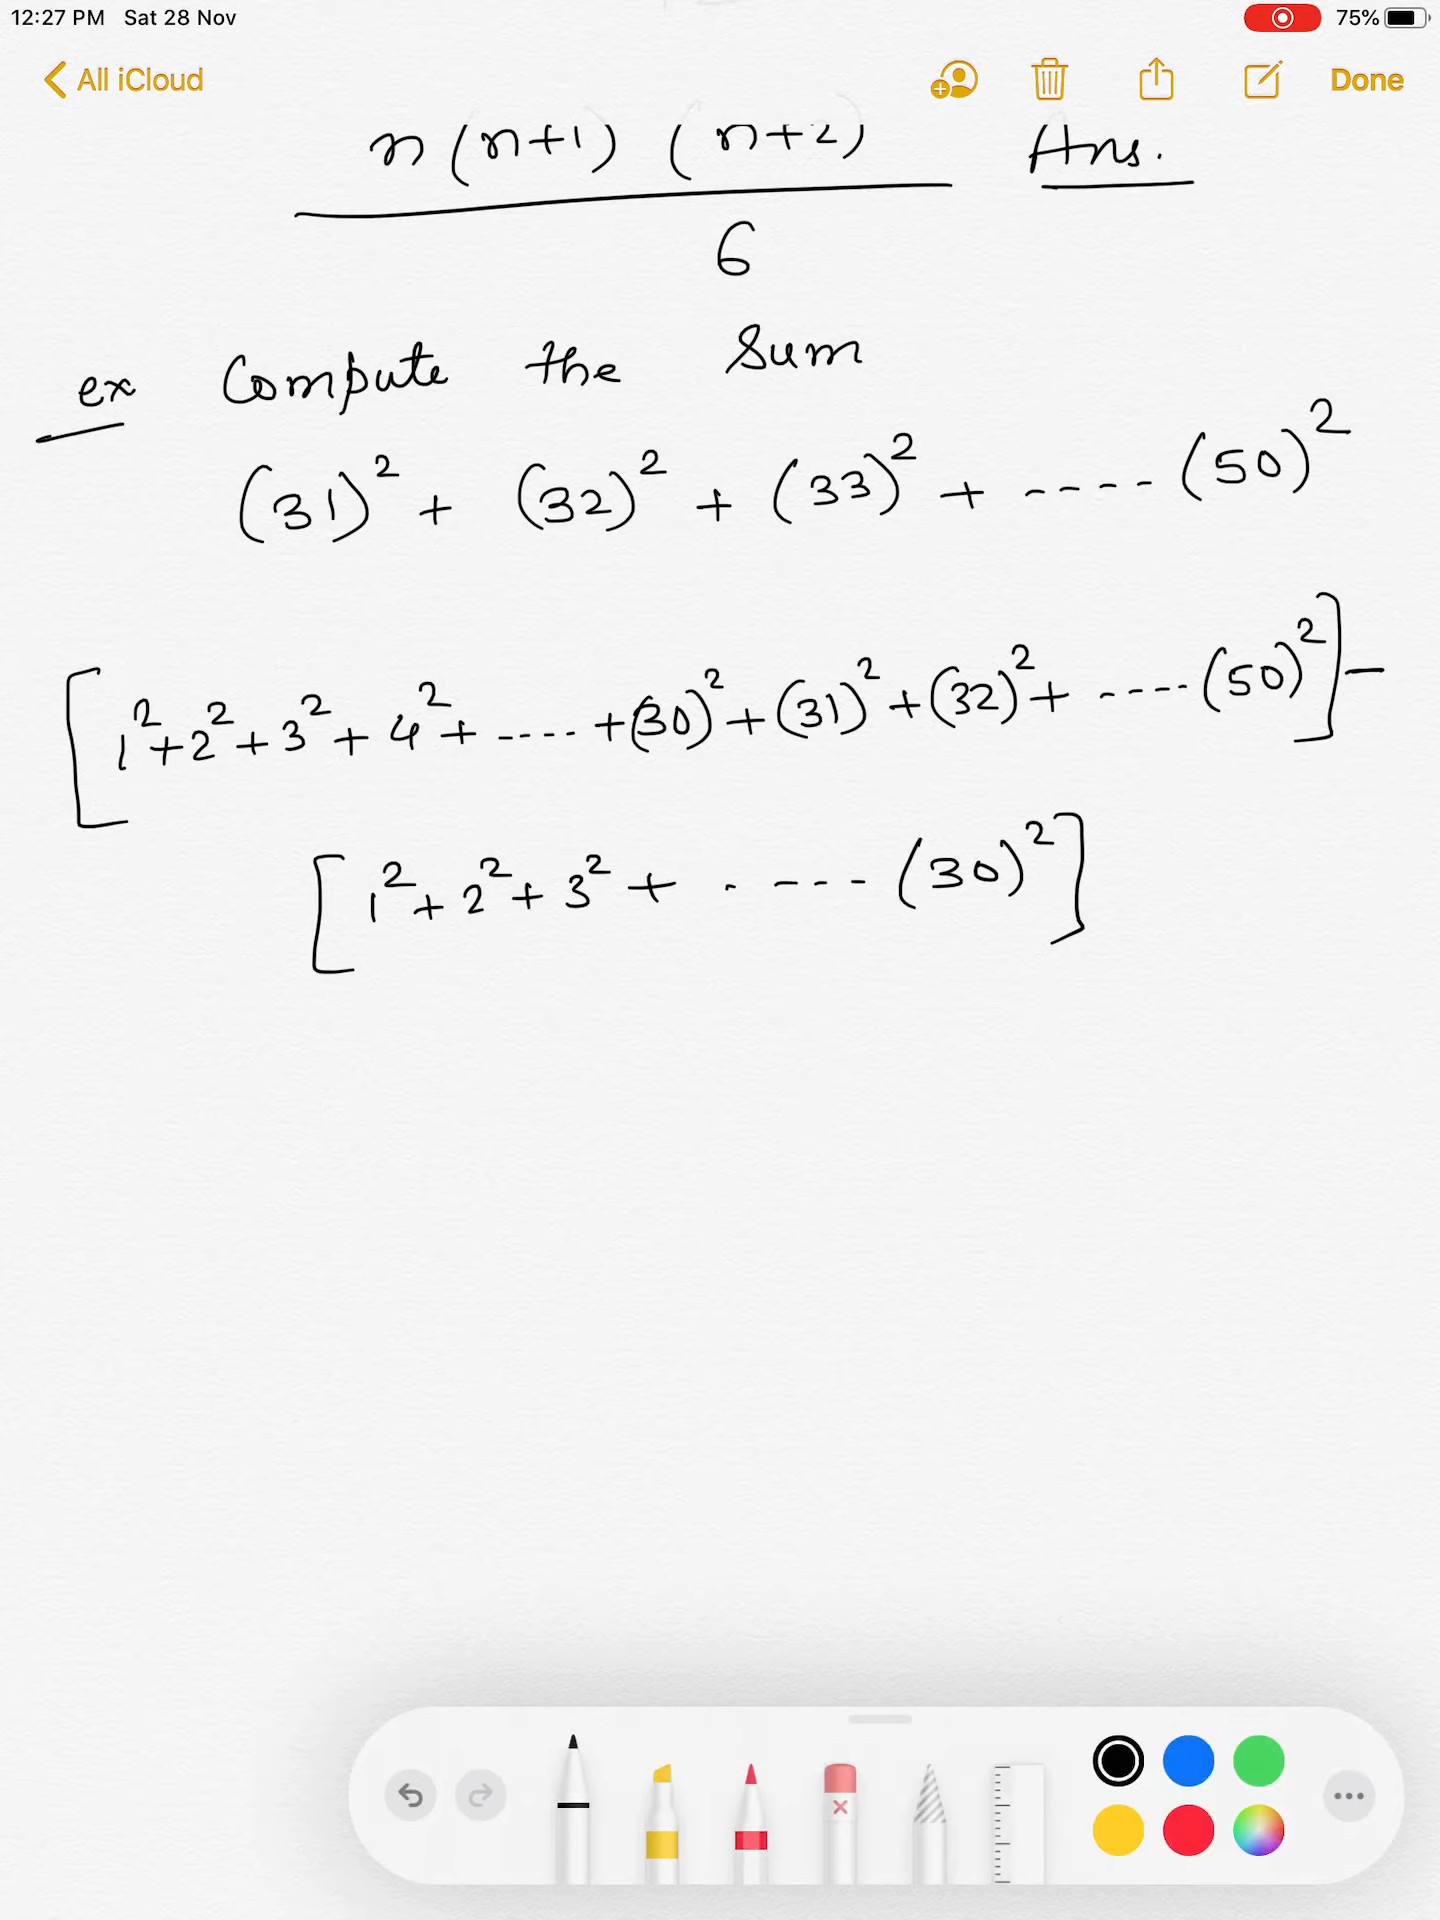 12:27 PM Sat 28 Nov 75%
All iCloud Done
n(n+1) (n+2) Ans.
6
ex Compute the Sum
(31)² + (32)² + (33)² + ---- (50)²
[1²+2²+3²+4²+ ---- +(30)²+(31)²+(32)²+ ---- (50)²]-
[1²+2²+3²+ ---- (30)²]